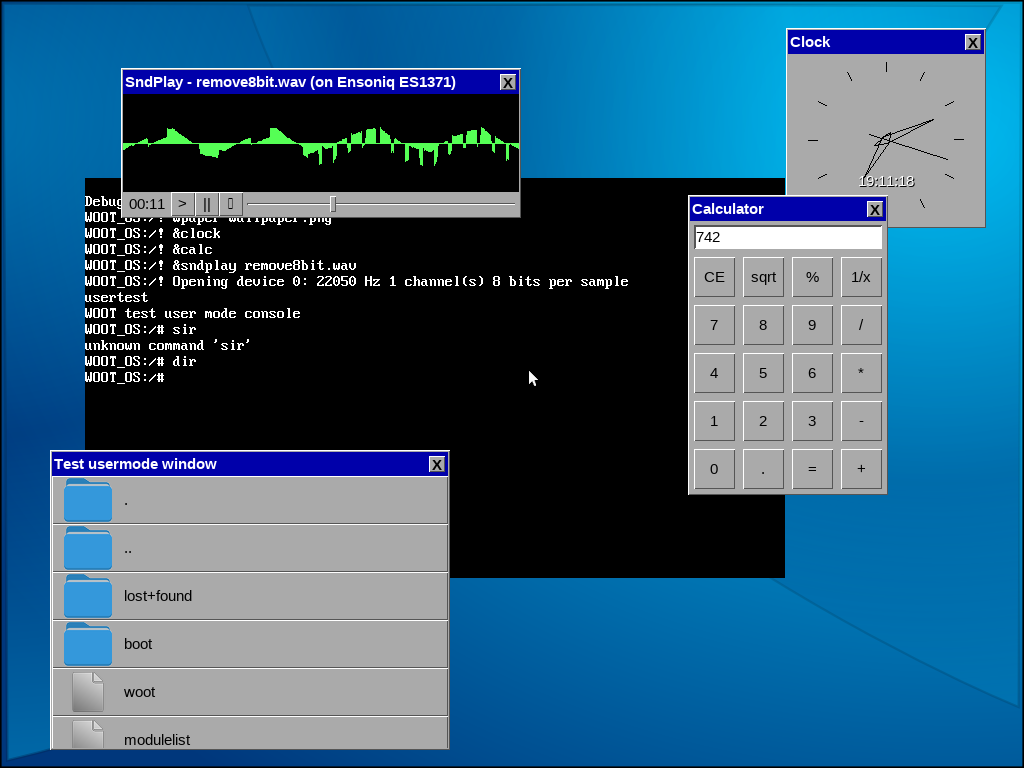 Clock X
SndPlay - remove8bit.wav (on Ensoniq ES1371) X
00:11 > ||
19:11:18
Debug
WOOT_OS:/! wpaper wallpaper.png
WOOT_OS:/! &clock
WOOT_OS:/! &calc
WOOT_OS:/! &sndplay remove8bit.wav
WOOT_OS:/! Opening device 0: 22050 Hz 1 channel(s) 8 bits per sample
usertest
WOOT test user mode console
WOOT_OS:/# sir
unknown command 'sir'
WOOT_OS:/# dir
WOOT_OS:/#
Calculator X
742
CE sqrt % 1/x
7 8 9 /
4 5 6 *
1 2 3 -
0 . = +
Test usermode window X
.
..
lost+found
boot
woot
modulelist